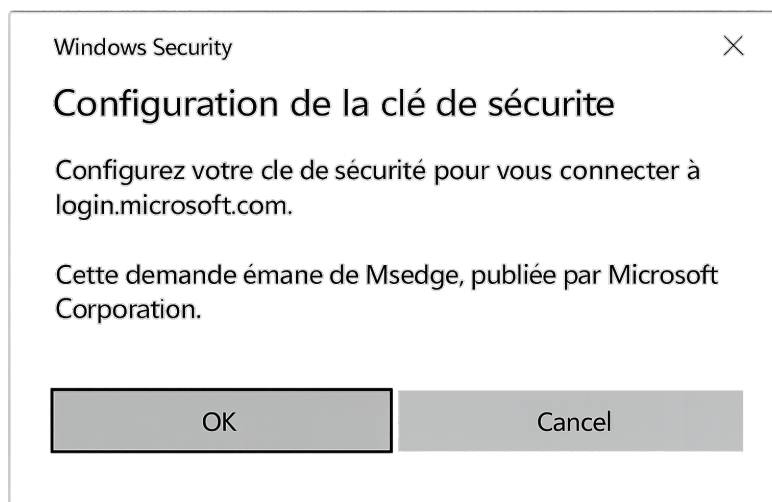 Windows Security
Configuration de la clé de sécurite
Configurez votre cle de sécurité pour vous connecter à
login.microsoft.com.
Cette demande émane de Msedge, publiée par Microsoft
Corporation.
OK
Cancel